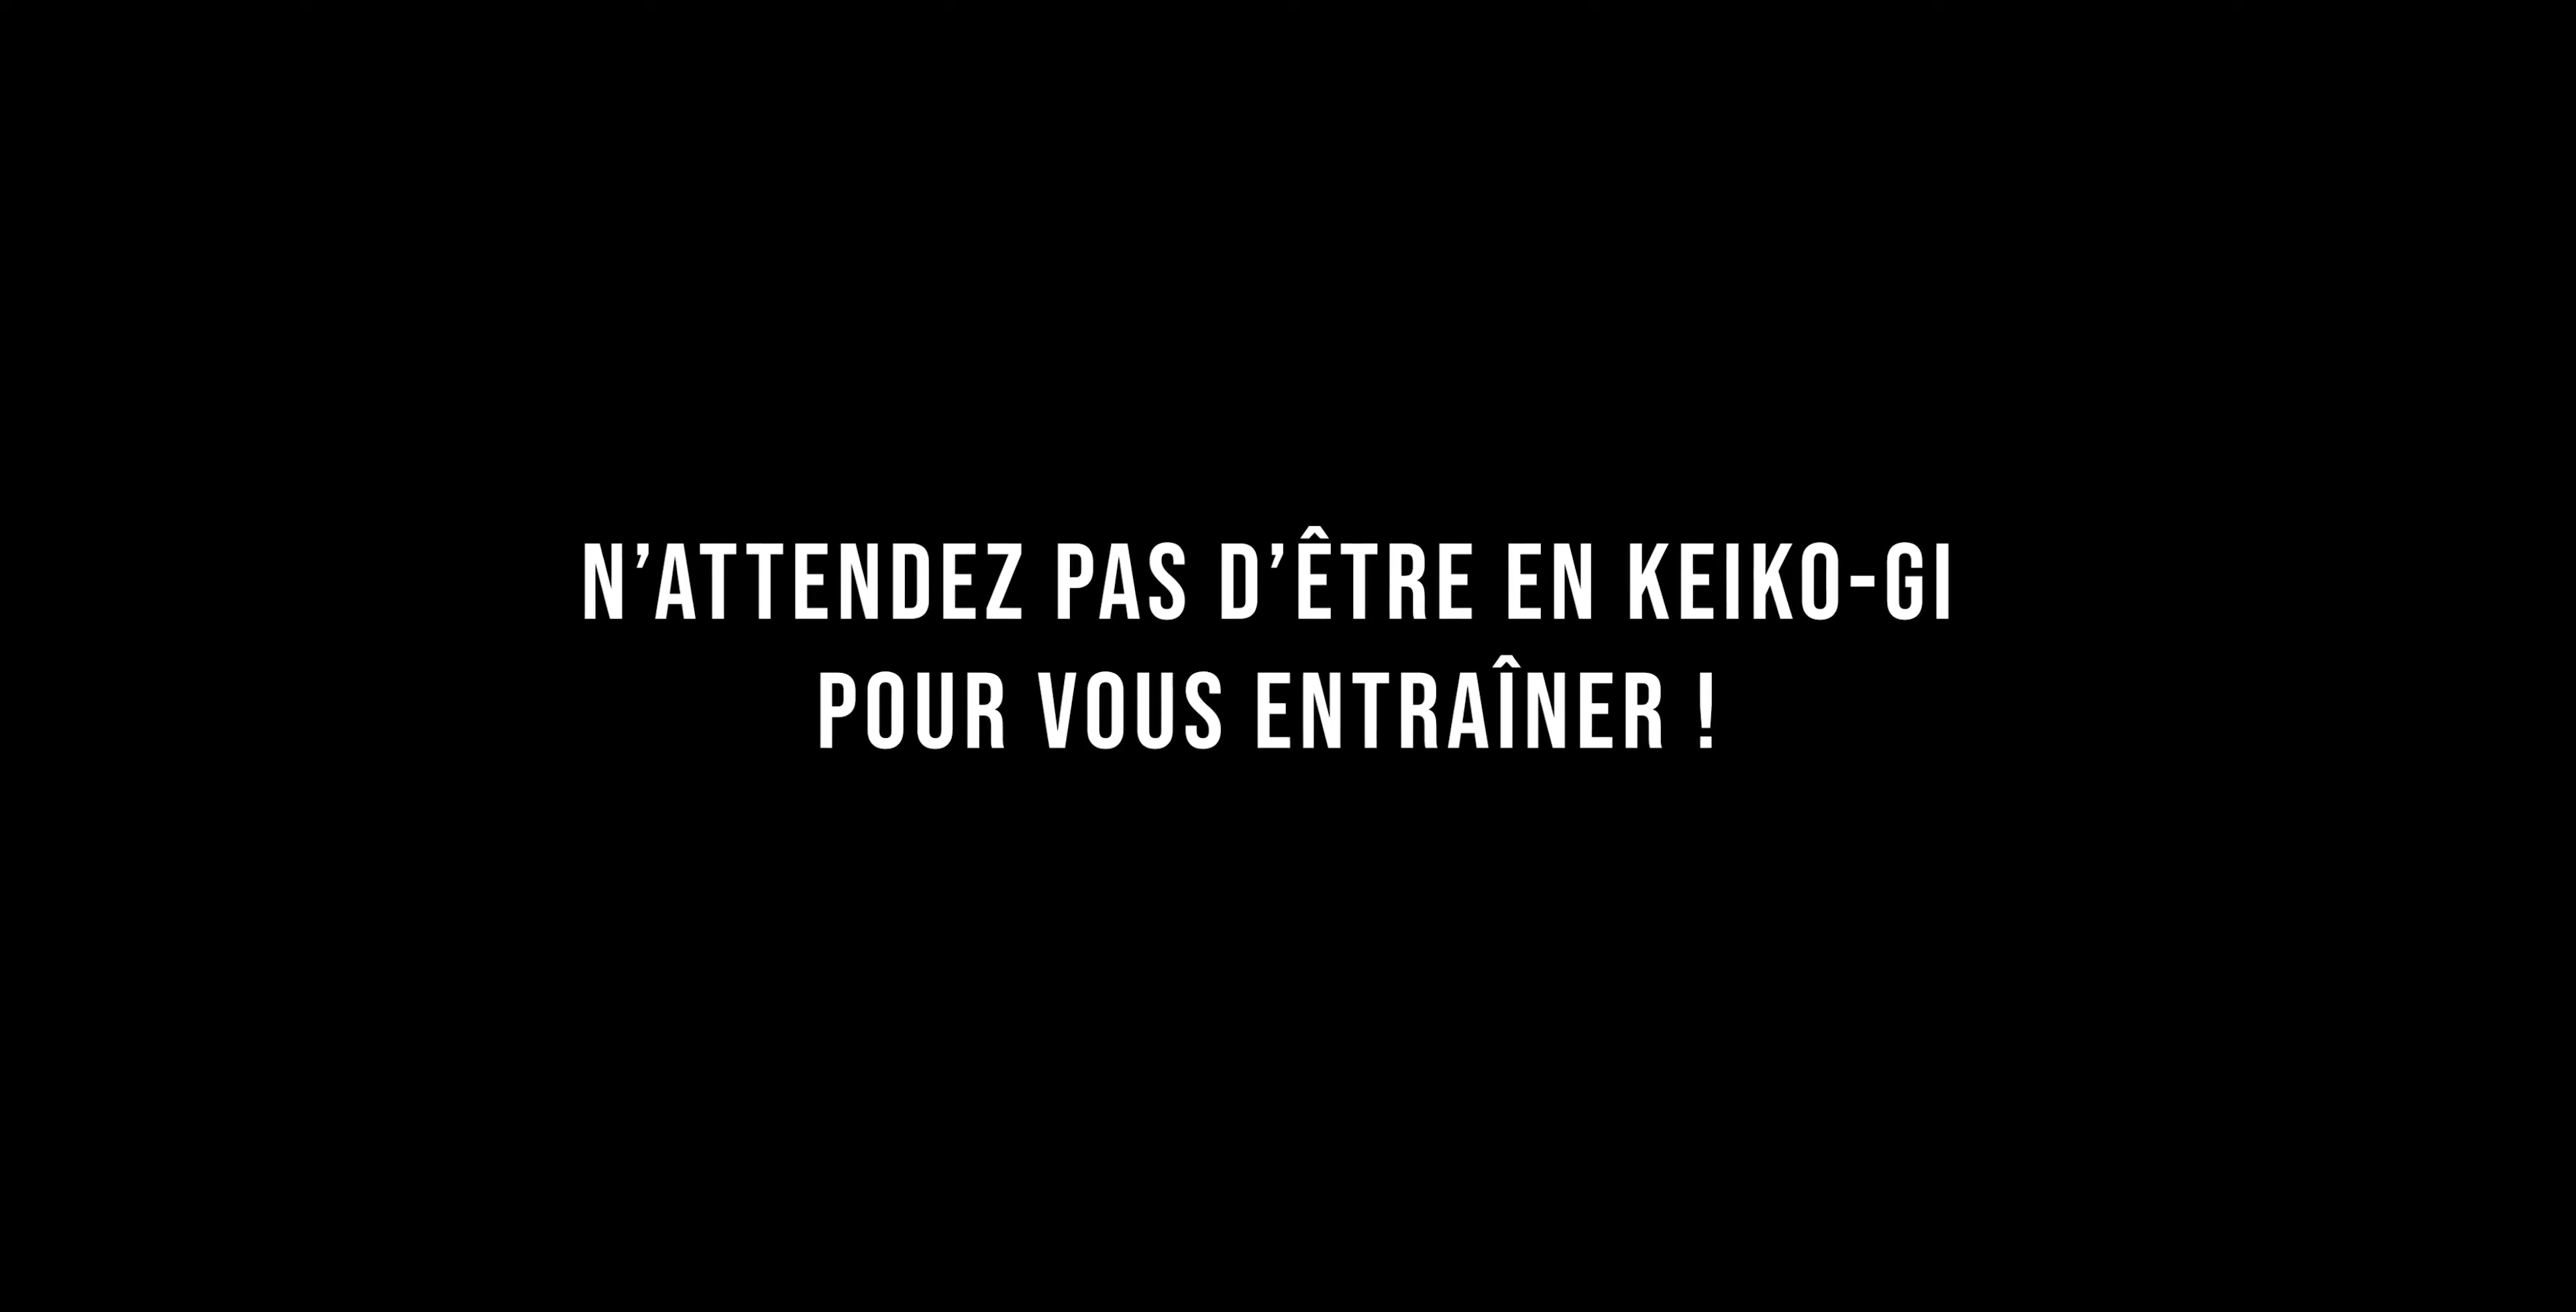 N’ATTENDEZ PAS D’ÊTRE EN KEIKO-GI
POUR VOUS ENTRAÎNER !